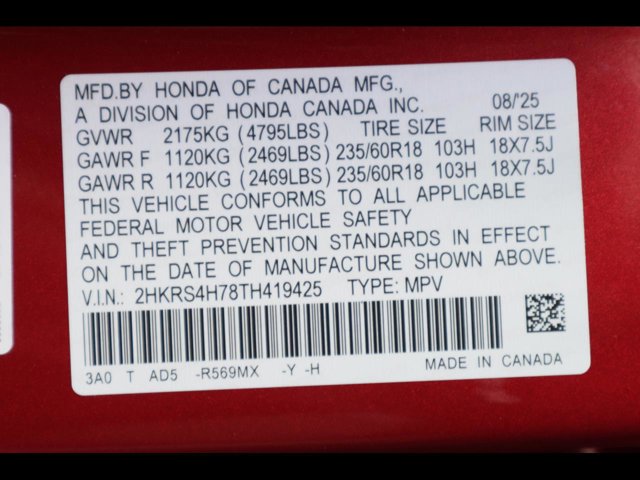 MFD.BY HONDA OF CANADA MFG.,
A DIVISION OF HONDA CANADA INC. 08/'25
GVWR 2175KG (4795LBS) TIRE SIZE RIM SIZE
GAWR F 1120KG (2469LBS) 235/60R18 103H 18X7.5J
GAWR R 1120KG (2469LBS) 235/60R18 103H 18X7.5J
THIS VEHICLE CONFORMS TO ALL APPLICABLE
FEDERAL MOTOR VEHICLE SAFETY
AND THEFT PREVENTION STANDARDS IN EFFECT
ON THE DATE OF MANUFACTURE SHOWN ABOVE.
V.I.N.: 2HKRS4H78TH419425 TYPE: MPV
3A0 T AD5 -R569MX -Y -H MADE IN CANADA